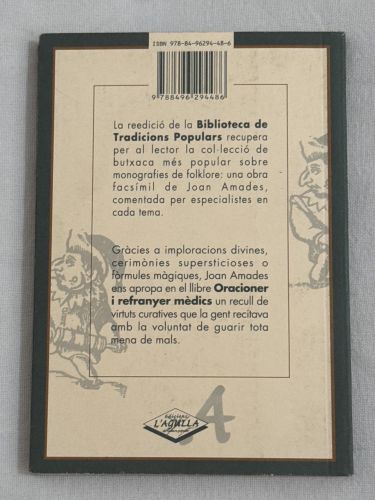 ISBN 978-84-96294-48-6
9 788496 294486
La reedició de la Biblioteca de
Tradicions Populars recupera
per al lector la col·lecció de
butxaca més popular sobre
monografies de folklore: una obra
facsímil de Joan Amades,
comentada per especialistes en
cada tema.
Gràcies a imploracions divines,
cerimònies supersticioses o
fòrmules màgiques, Joan Amades
ens apropa en el llibre Oracioner
i refranyer mèdics un recull de
virtuts curatives que la gent recitava
amb la voluntat de guarir tota
mena de mals.
Edicions
L'AGULLA
A